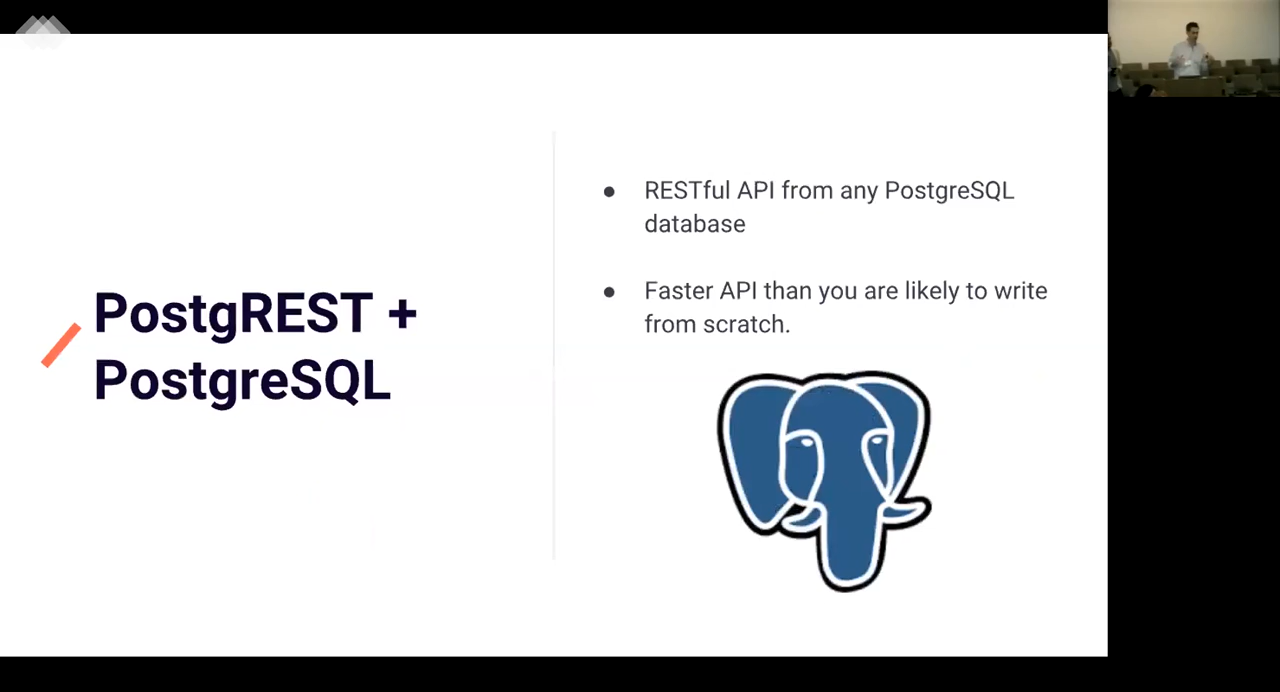 PostgREST +
PostgreSQL
● RESTful API from any PostgreSQL
database
● Faster API than you are likely to write
from scratch.